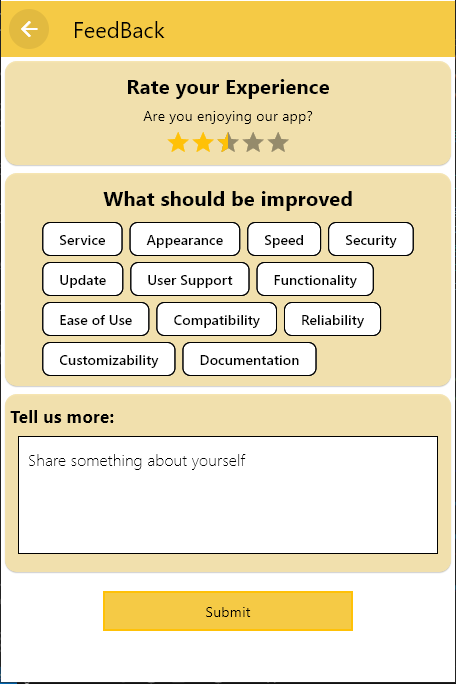 FeedBack
Rate your Experience
Are you enjoying our app?
What should be improved
Service Appearance Speed Security
Update User Support Functionality
Ease of Use Compatibility Reliability
Customizability Documentation
Tell us more:
Share something about yourself
Submit